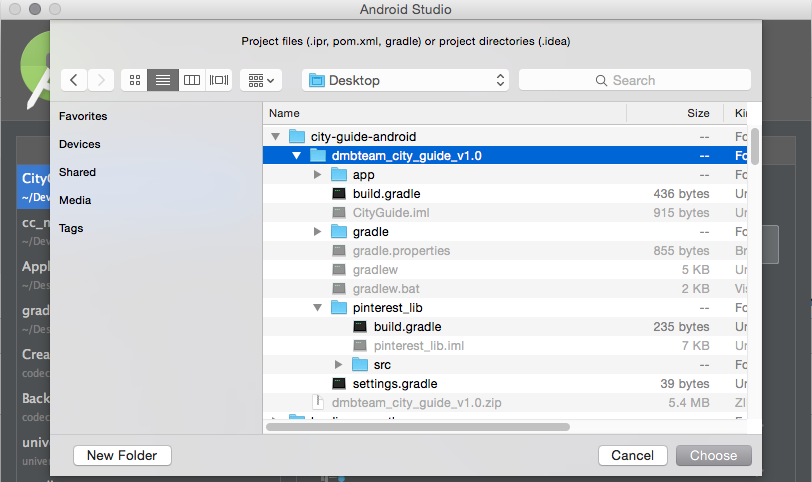 Android Studio
Project files (.ipr, pom.xml, gradle) or project directories (.idea)
Desktop
Search
Favorites
Devices
Shared
Media
Tags
Name Size Ki
city-guide-android -- Fo
dmbteam_city_guide_v1.0 -- Fo
app -- Fo
build.gradle 436 bytes Ur
CityGuide.iml 915 bytes Ur
gradle -- Fo
gradle.properties 855 bytes Br
gradlew 5 KB Ur
gradlew.bat 2 KB Vis
pinterest_lib -- Fo
build.gradle 235 bytes Ur
pinterest_lib.iml 7 KB Ur
src -- Fo
settings.gradle 39 bytes Ur
dmbteam_city_guide_v1.0.zip 5.4 MB ZI
City
~/Dev
cc_n
~/Dev
Appl
~/Des
grad
~/Des
Crea
codec
Back
codec
unive
univer
New Folder
Cancel
Choose